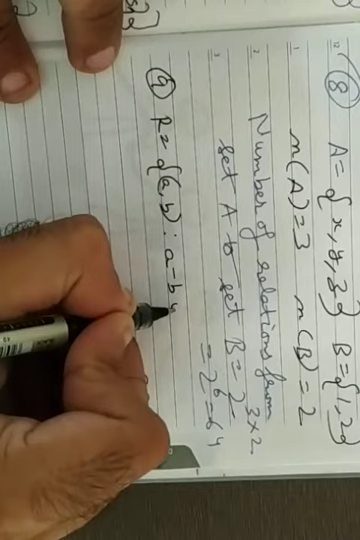 ⑧ A={x,y,z} B={1,2}
n(A)=3 n(B)=2
Number of relations from
set A to set B = 2^{3×2}
= 2^6 = 64
⑨ R={(a,b): a-b